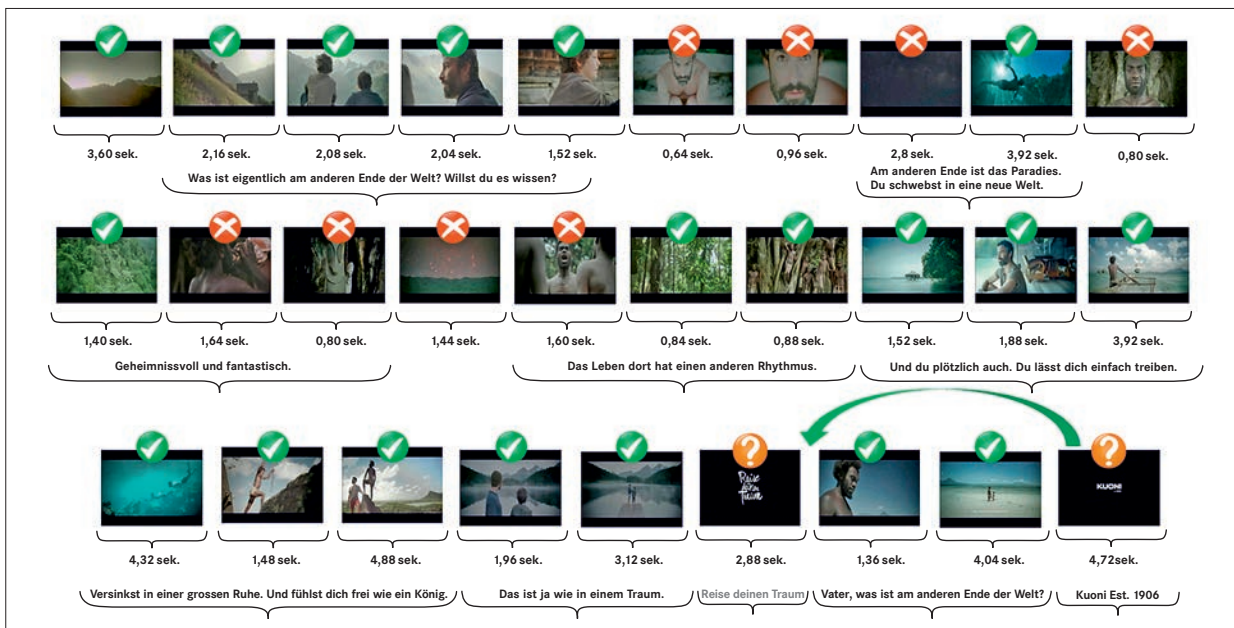 3,60 sek.
2,16 sek.
2,08 sek.
2,04 sek.
1,52 sek.
0,64 sek.
0,96 sek.
2,8 sek.
3,92 sek.
0,80 sek.
Was ist eigentlich am anderen Ende der Welt? Willst du es wissen?
Am anderen Ende ist das Paradies.
Du schwebst in eine neue Welt.
1,40 sek.
1,64 sek.
0,80 sek.
1,44 sek.
1,60 sek.
0,84 sek.
0,88 sek.
1,52 sek.
1,88 sek.
3,92 sek.
Geheimnissvoll und fantastisch.
Das Leben dort hat einen anderen Rhythmus.
Und du plötzlich auch. Du lässt dich einfach treiben.
?
Reise
deinen
Traum
?
KUONI
4,32 sek.
1,48 sek.
4,88 sek.
1,96 sek.
3,12 sek.
2,88 sek.
1,36 sek.
4,04 sek.
4,72sek.
Versinkst in einer grossen Ruhe. Und fühlst dich frei wie ein König.
Das ist ja wie in einem Traum.
Reise deinen Traum
Vater, was ist am anderen Ende der Welt?
Kuoni Est. 1906